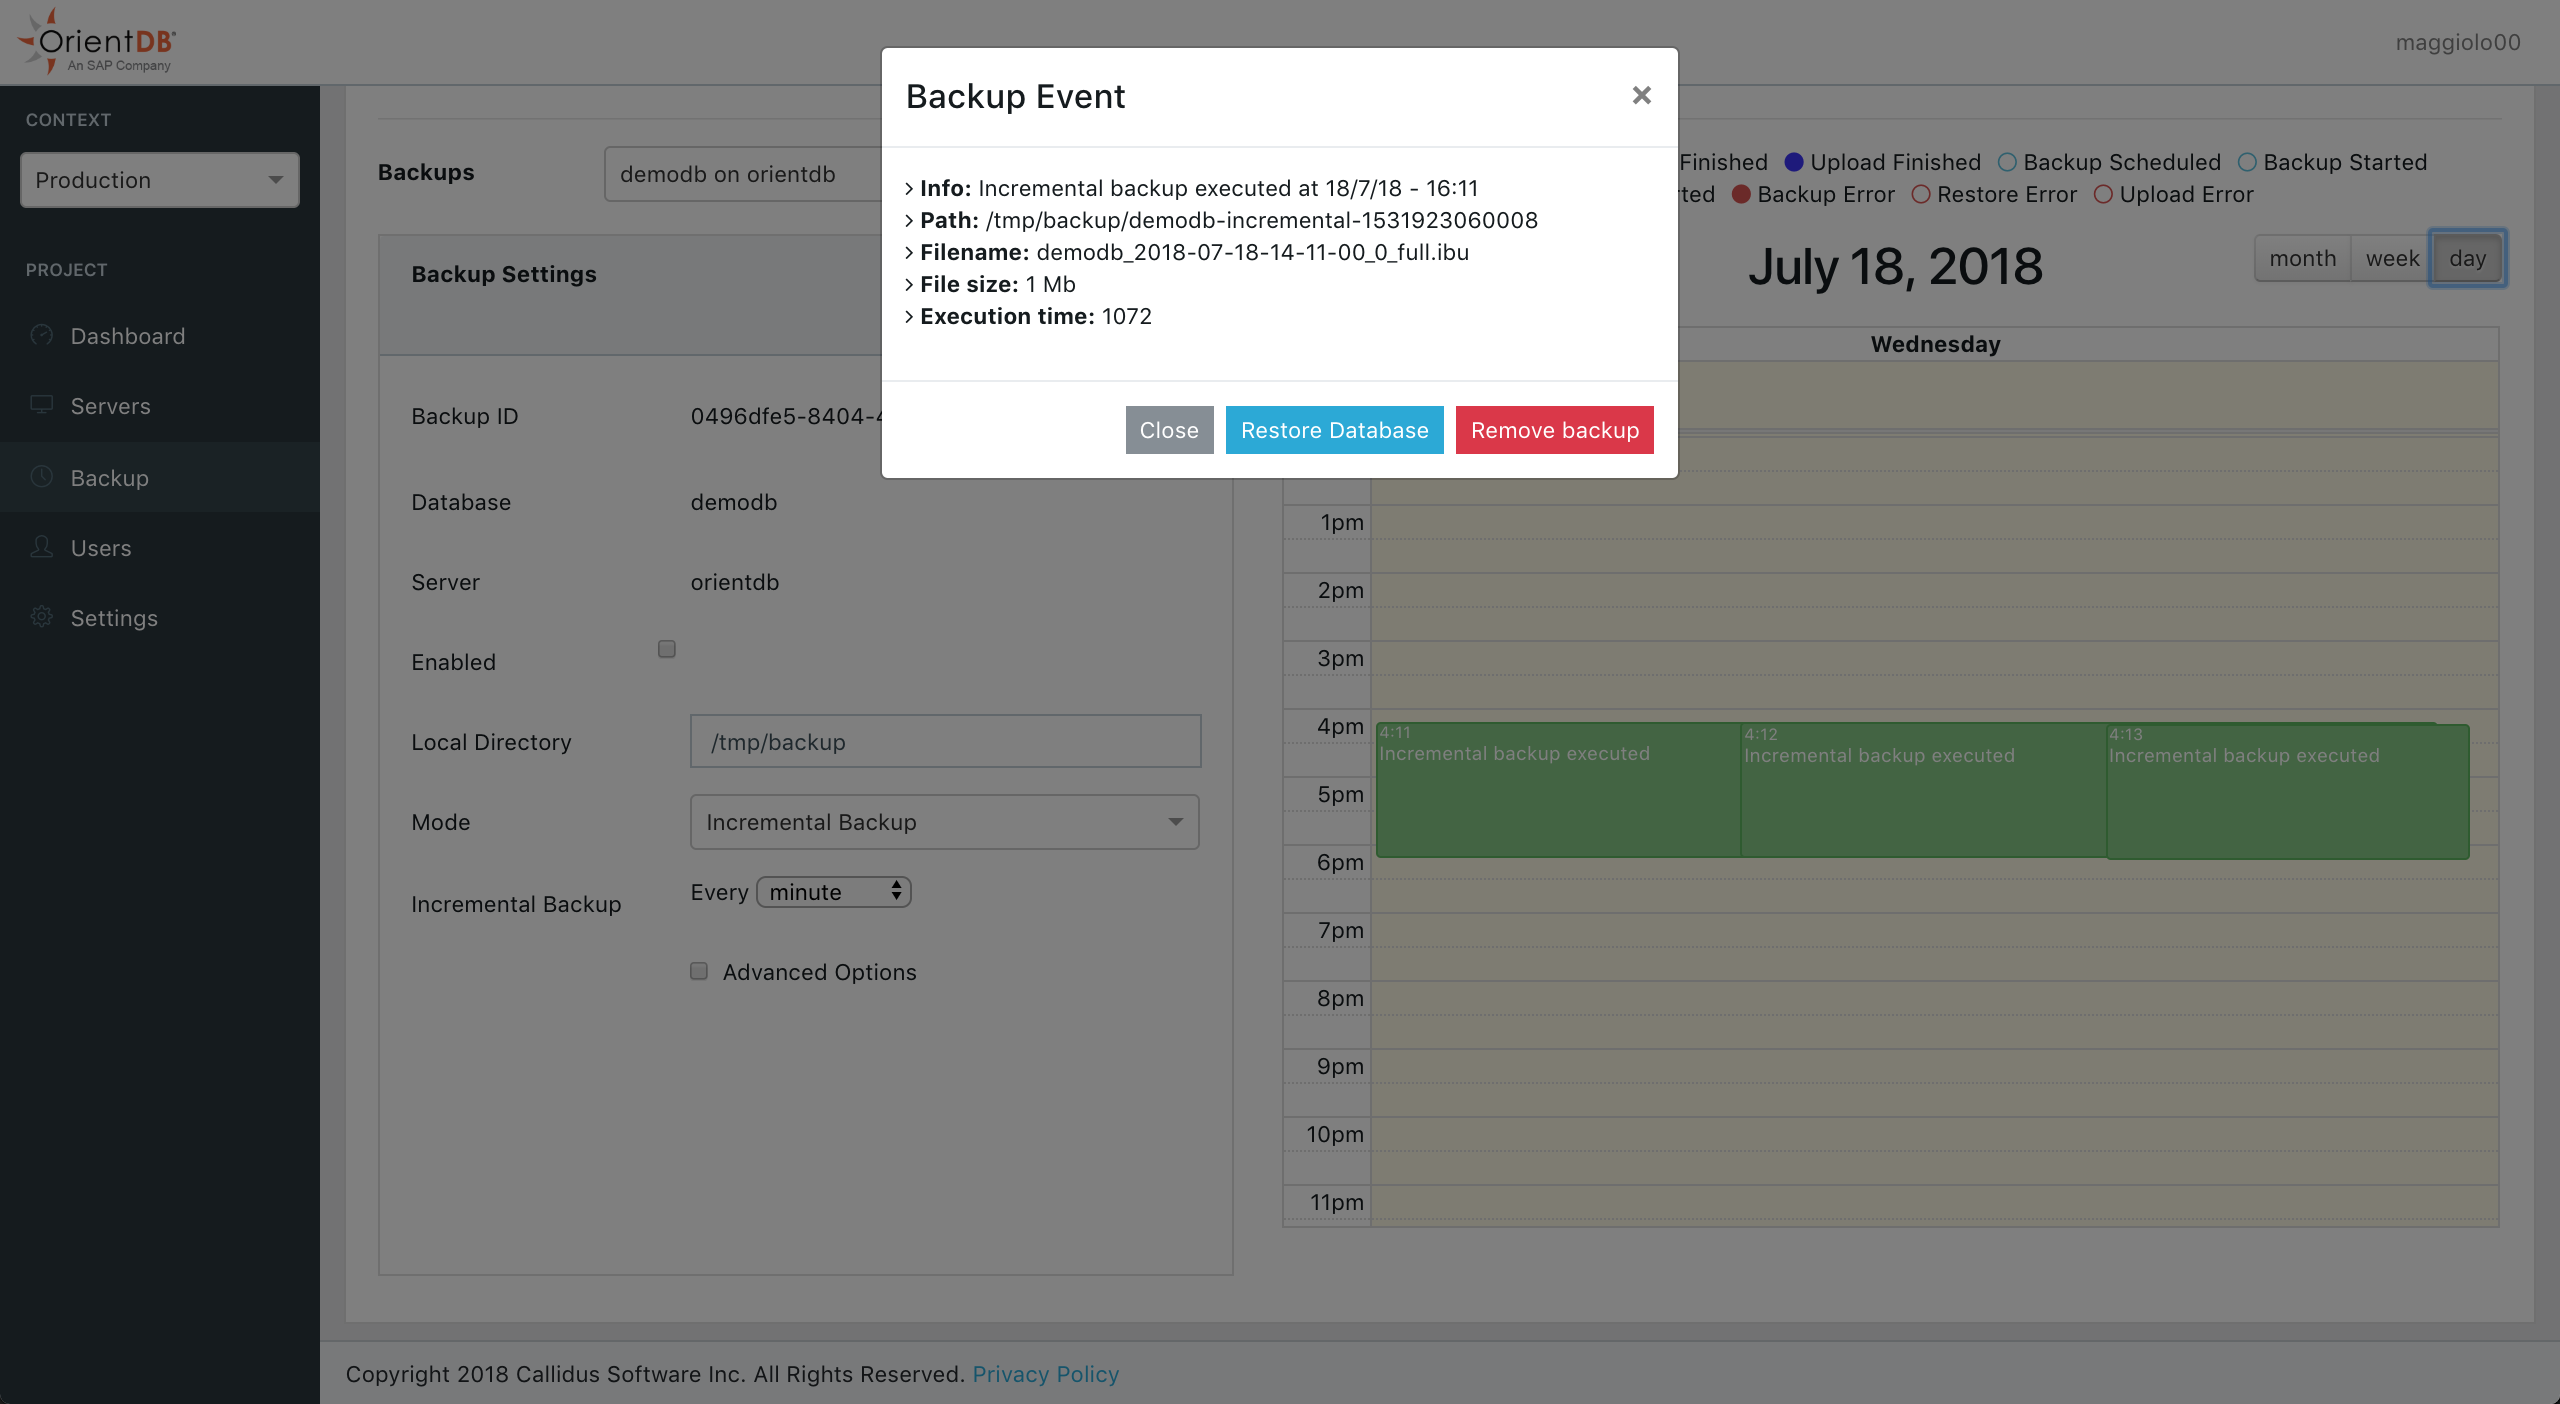 OrientDB
An SAP Company
maggiolo00
CONTEXT
Production
PROJECT
Dashboard
Servers
Backup
Users
Settings
Backup Event
×
Info: Incremental backup executed at 18/7/18 - 16:11
Path: /tmp/backup/demodb-incremental-1531923060008
Filename: demodb_2018-07-18-14-11-00_0_full.ibu
File size: 1 Mb
Execution time: 1072
Close
Restore Database
Remove backup
Backups
demodb on orientdb
Backup Settings
Backup ID
0496dfe5-8404-
Database
demodb
Server
orientdb
Enabled
Local Directory
/tmp/backup
Mode
Incremental Backup
Incremental Backup
Every minute
Advanced Options
Finished Upload Finished Backup Scheduled Backup Started
ted Backup Error Restore Error Upload Error
July 18, 2018
month week day
Wednesday
1pm
2pm
3pm
4pm
4:11
Incremental backup executed
4:12
Incremental backup executed
4:13
Incremental backup executed
5pm
6pm
7pm
8pm
9pm
10pm
11pm
Copyright 2018 Callidus Software Inc. All Rights Reserved. Privacy Policy